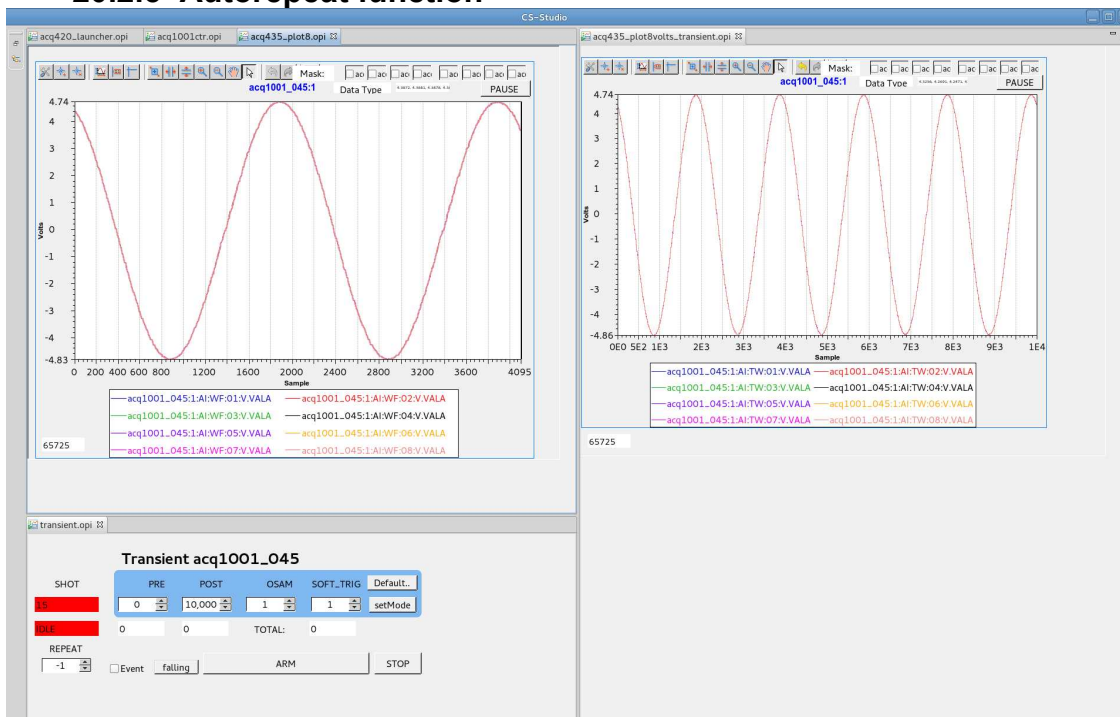 CS-Studio
acq420_launcher.opi acq1001ctr.opi acq435_plot8.opi
Mask:
acq1001_045:1 Data Type PAUSE
4.74
4
3
2
1
0
-1
-2
-3
-4
-4.83
Volts
0 200 400 600 800 1200 1600 2000 2400 2800 3200 3600 4095
Sample
acq1001_045:1:AI:WF:01:V.VALA acq1001_045:1:AI:WF:02:V.VALA
acq1001_045:1:AI:WF:03:V.VALA acq1001_045:1:AI:WF:04:V.VALA
acq1001_045:1:AI:WF:05:V.VALA acq1001_045:1:AI:WF:06:V.VALA
acq1001_045:1:AI:WF:07:V.VALA acq1001_045:1:AI:WF:08:V.VALA
65725
acq435_plot8volts_transient.opi
Mask: ac ac ac ac ac ac ac ac
acq1001_045:1 Data Type PAUSE
4.74
4
3
2
1
0
-1
-2
-3
-4
-4.86
Volts
0E0 5E2 1E3 2E3 3E3 4E3 5E3 6E3 7E3 8E3 9E3 1E4
Sample
acq1001_045:1:AI:TW:01:V.VALA acq1001_045:1:AI:TW:02:V.VALA
acq1001_045:1:AI:TW:03:V.VALA acq1001_045:1:AI:TW:04:V.VALA
acq1001_045:1:AI:TW:05:V.VALA acq1001_045:1:AI:TW:06:V.VALA
acq1001_045:1:AI:TW:07:V.VALA acq1001_045:1:AI:TW:08:V.VALA
65725
transient.opi
Transient acq1001_045
SHOT PRE POST OSAM SOFT_TRIG Default..
15 0 10,000 1 1 setMode
IDLE 0 0 TOTAL: 0
REPEAT
-1 Event falling ARM STOP